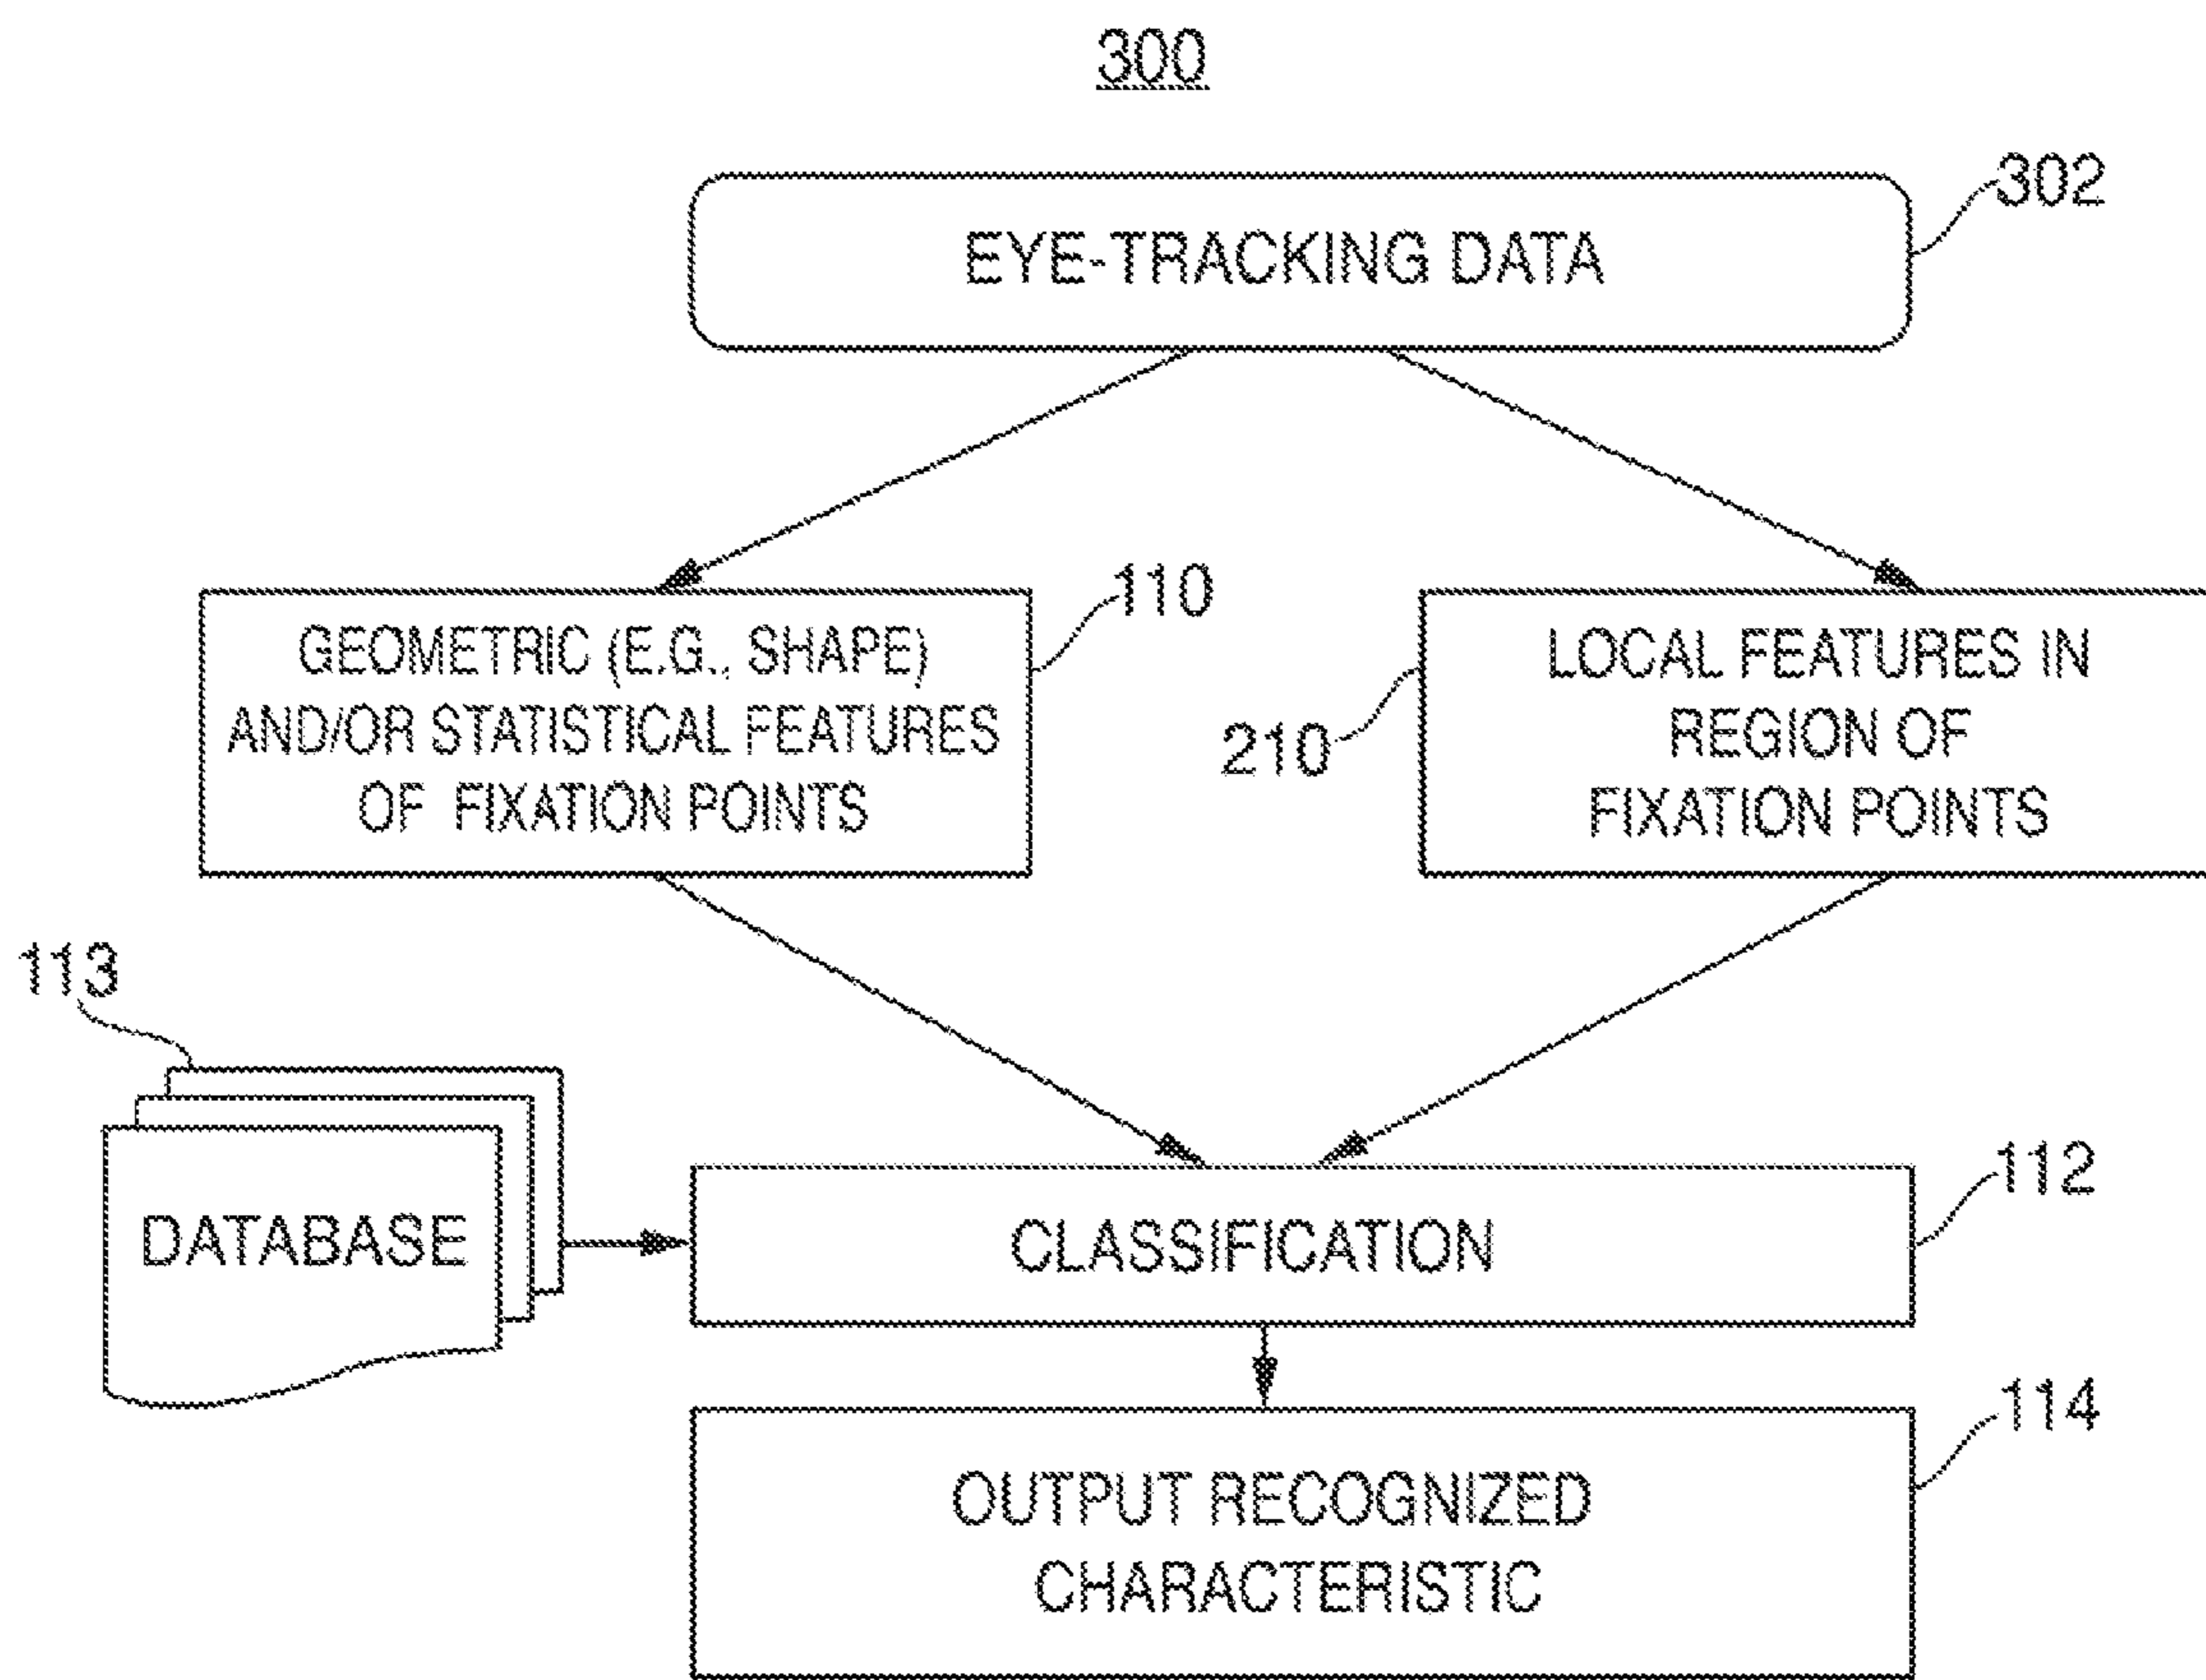 300
EYE-TRACKING DATA
302
GEOMETRIC (E.G., SHAPE)
AND/OR STATISTICAL FEATURES
OF FIXATION POINTS
110
LOCAL FEATURES IN
REGION OF
FIXATION POINTS
210
113
DATABASE
CLASSIFICATION
112
OUTPUT RECOGNIZED
CHARACTERISTIC
114